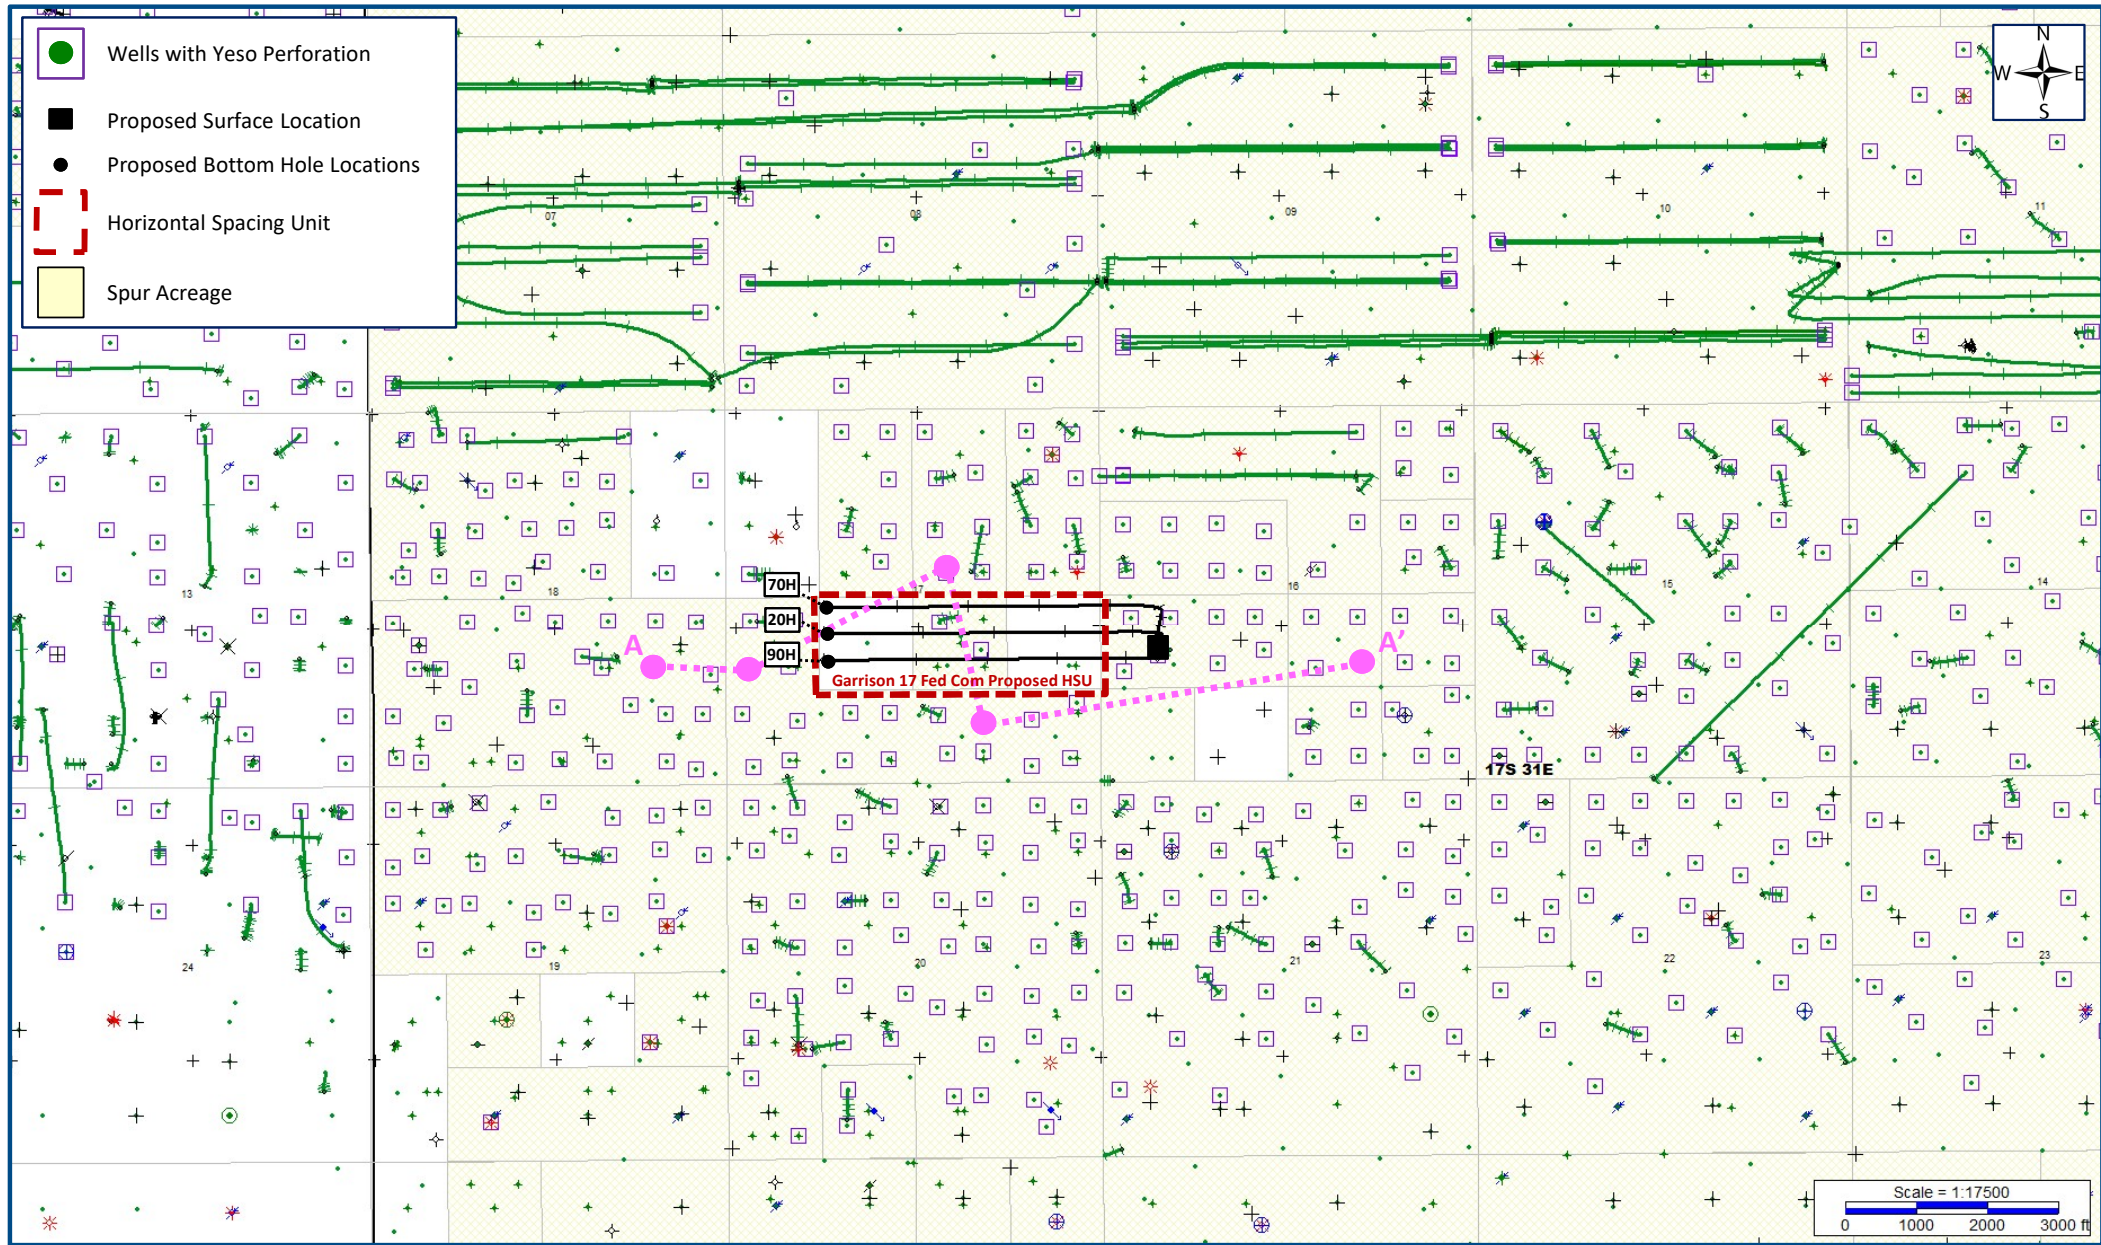 Wells with Yeso Perforation
Proposed Surface Location
Proposed Bottom Hole Locations
Horizontal Spacing Unit
Spur Acreage
N
W E
S
07
08
09
10
11
13
18
17
16
15
14
70H
20H
90H
A
A'
Garrison 17 Fed Com Proposed HSU
17S 31E
24
19
20
21
22
23
Scale = 1:17500
0 1000 2000 3000 ft